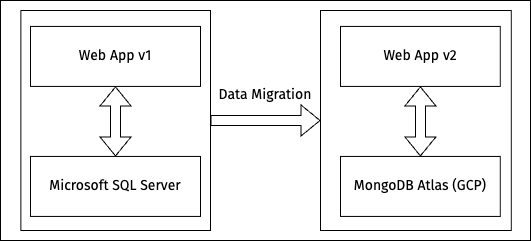 Web App v1
Microsoft SQL Server
Data Migration
Web App v2
MongoDB Atlas (GCP)